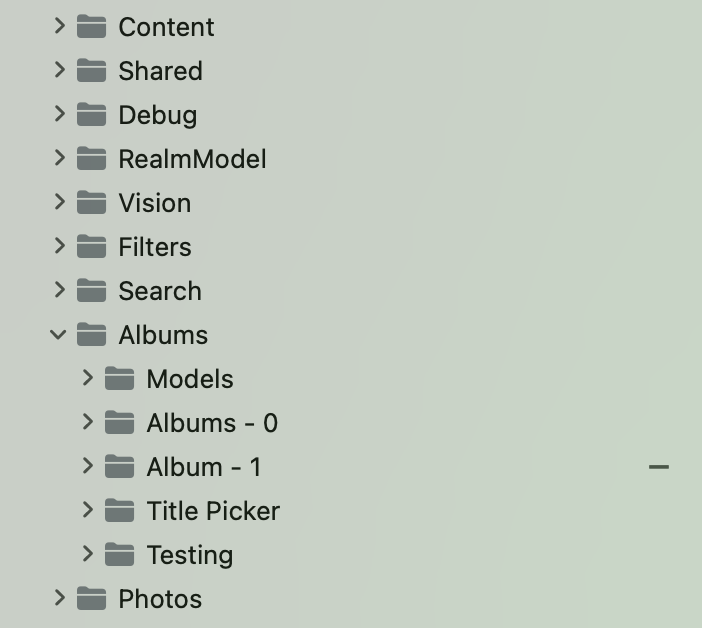 Content
Shared
Debug
RealmModel
Vision
Filters
Search
Albums
Models
Albums - 0
Album - 1
Title Picker
Testing
Photos